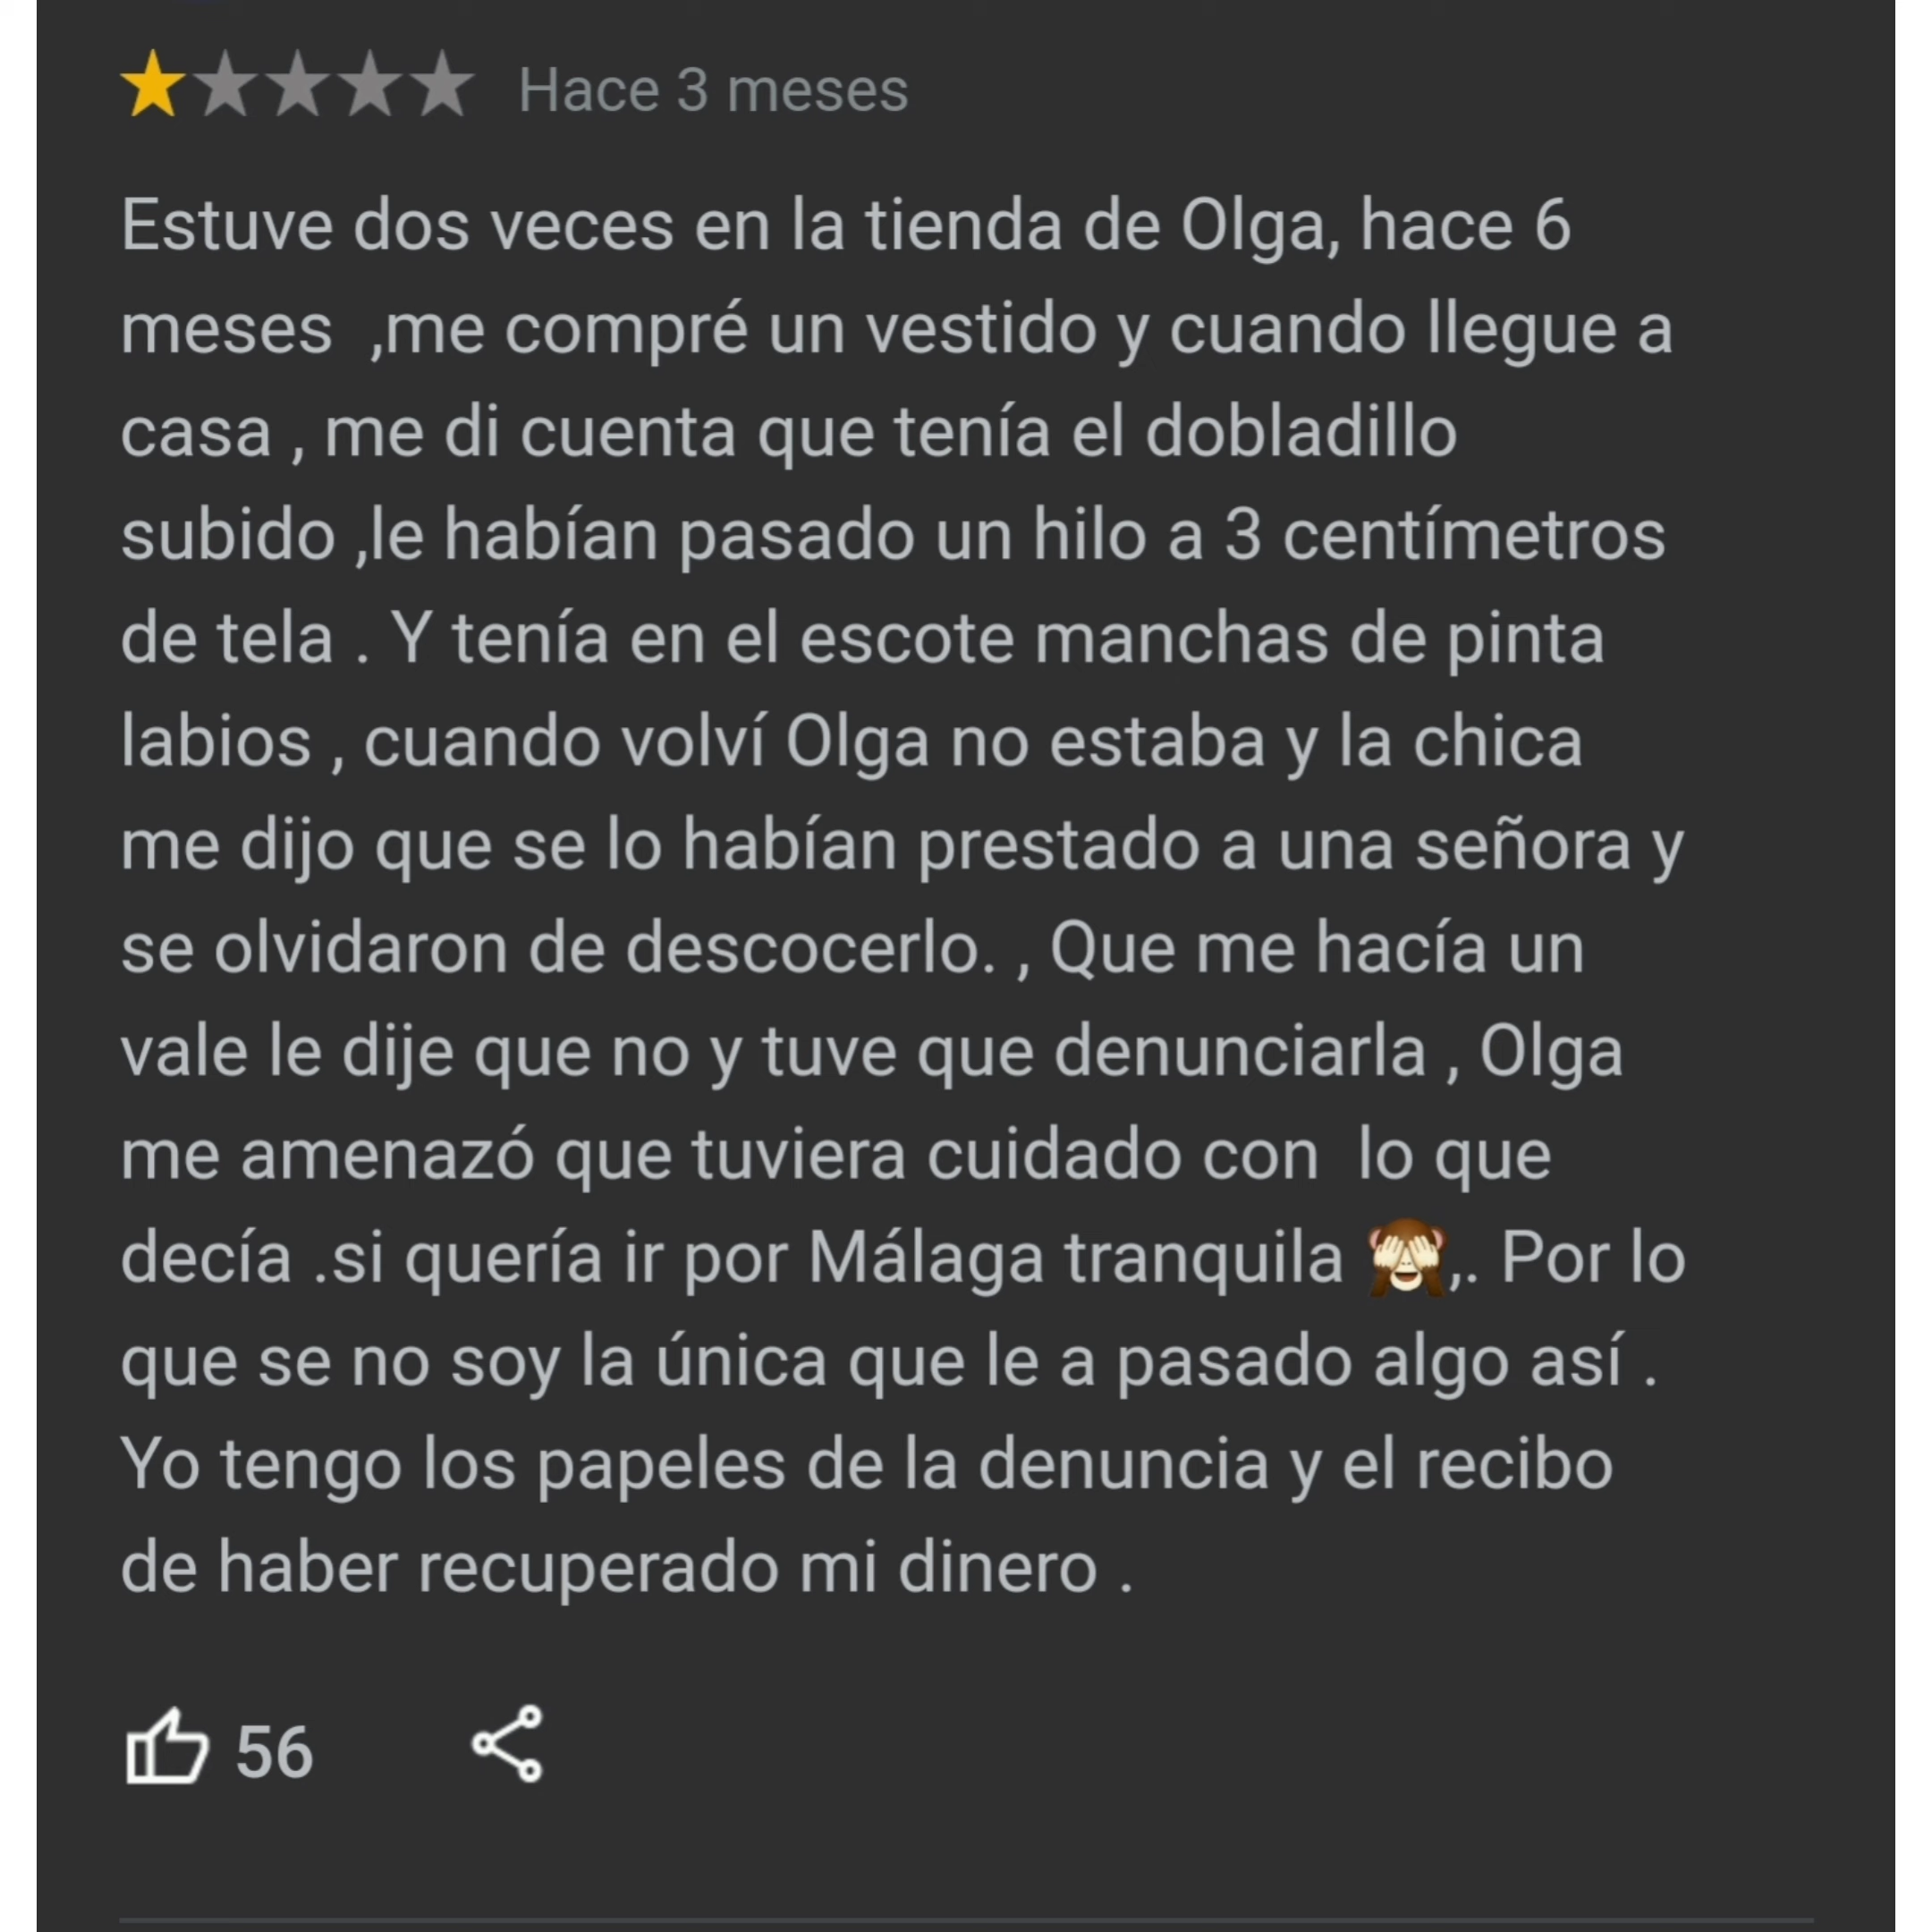 Hace 3 meses
Estuve dos veces en la tienda de Olga, hace 6
meses  ,me compré un vestido y cuando llegue a
casa , me di cuenta que tenía el dobladillo
subido ,le habían pasado un hilo a 3 centímetros
de tela . Y tenía en el escote manchas de pinta
labios , cuando volví Olga no estaba y la chica
me dijo que se lo habían prestado a una señora y
se olvidaron de descocerlo. , Que me hacía un
vale le dije que no y tuve que denunciarla , Olga
me amenazó que tuviera cuidado con  lo que
decía .si quería ir por Málaga tranquila 🙈,. Por lo
que se no soy la única que le a pasado algo así .
Yo tengo los papeles de la denuncia y el recibo
de haber recuperado mi dinero .
56